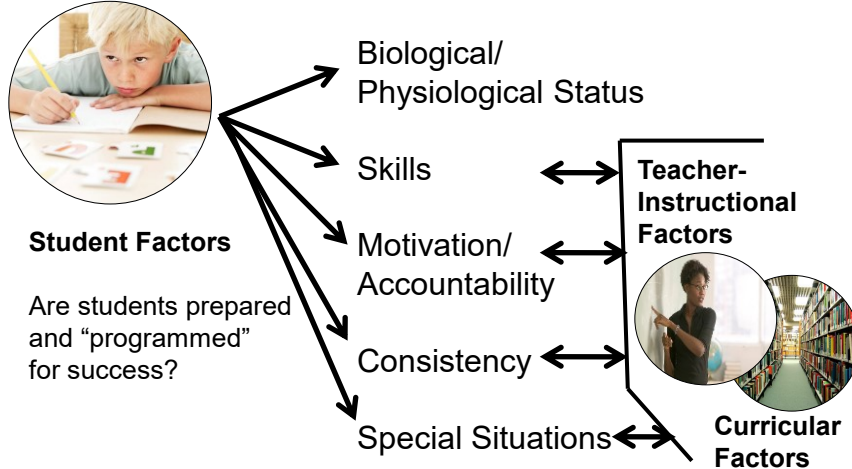 Biological/
Physiological Status
Skills
Teacher-
Instructional
Factors
Student Factors
Motivation/
Accountability
Are students prepared
and “programmed”
for success?
Consistency
Special Situations
Curricular
Factors